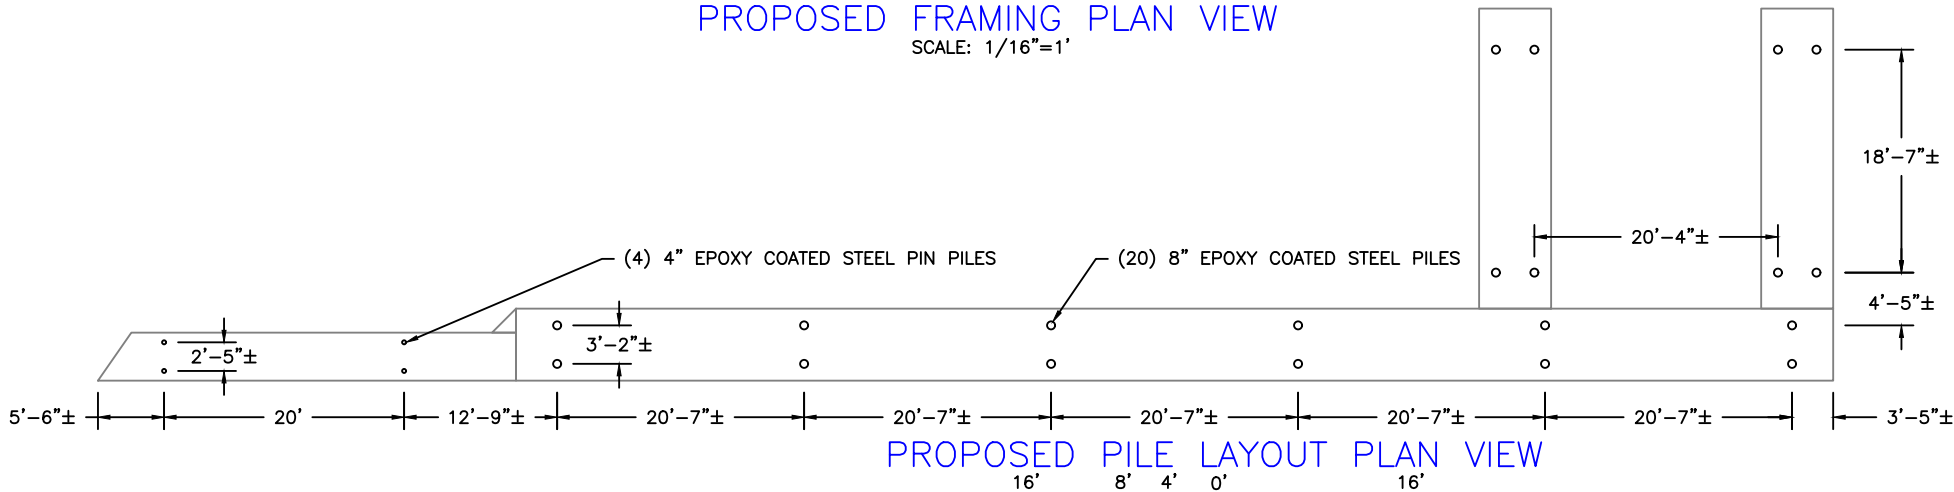 PROPOSED FRAMING PLAN VIEW
SCALE: 1/16"=1'
18'-7"±
20'-4"±
(4) 4" EPOXY COATED STEEL PIN PILES
(20) 8" EPOXY COATED STEEL PILES
4'-5"±
3'-2"±
2'-5"±
5'-6"± 20' 12'-9"± 20'-7"± 20'-7"± 20'-7"± 20'-7"± 20'-7"± 3'-5"±
PROPOSED PILE LAYOUT PLAN VIEW
16' 8' 4' 0' 16'